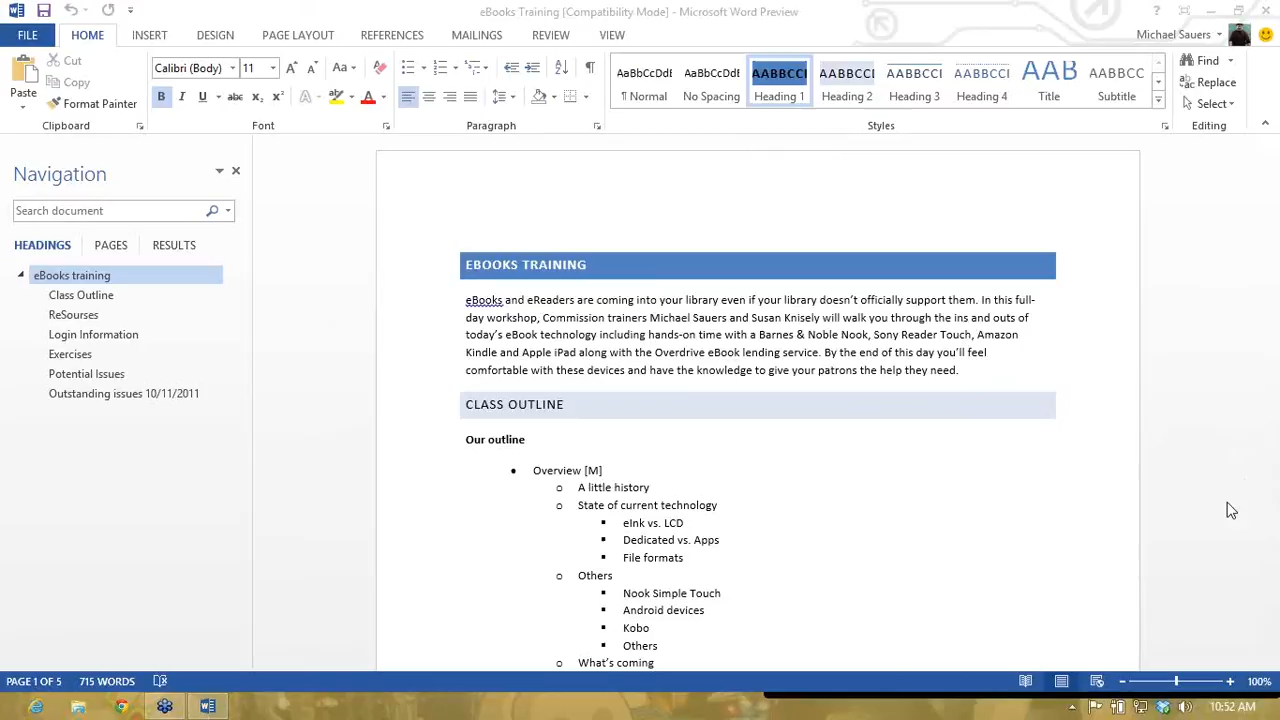 eBooks Training [Compatibility Mode] - Microsoft Word Preview
FILE HOME INSERT DESIGN PAGE LAYOUT REFERENCES MAILINGS REVIEW VIEW Michael Sauers
Paste
Cut
Copy
Format Painter
Clipboard
Calibri (Body) 11
Font
Paragraph
AaBbCcDdE AaBbCcDdE AABBCCI AABBCCI AABBCCI AABBCCI AAB AABBCC
¶ Normal No Spacing Heading 1 Heading 2 Heading 3 Heading 4 Title Subtitle
Styles
Find
Replace
Select
Editing
Navigation
Search document
HEADINGS PAGES RESULTS
eBooks training
Class Outline
ReSourses
Login Information
Exercises
Potential Issues
Outstanding issues 10/11/2011
EBOOKS TRAINING
eBooks and eReaders are coming into your library even if your library doesn’t officially support them. In this full-
day workshop, Commission trainers Michael Sauers and Susan Knisely will walk you through the ins and outs of
today’s eBook technology including hands-on time with a Barnes & Noble Nook, Sony Reader Touch, Amazon
Kindle and Apple iPad along with the Overdrive eBook lending service. By the end of this day you’ll feel
comfortable with these devices and have the knowledge to give your patrons the help they need.
CLASS OUTLINE
Our outline
• Overview [M]
o A little history
o State of current technology
▪ eInk vs. LCD
▪ Dedicated vs. Apps
▪ File formats
o Others
▪ Nook Simple Touch
▪ Android devices
▪ Kobo
▪ Others
o What’s coming
PAGE 1 OF 5 715 WORDS 100%
10:52 AM